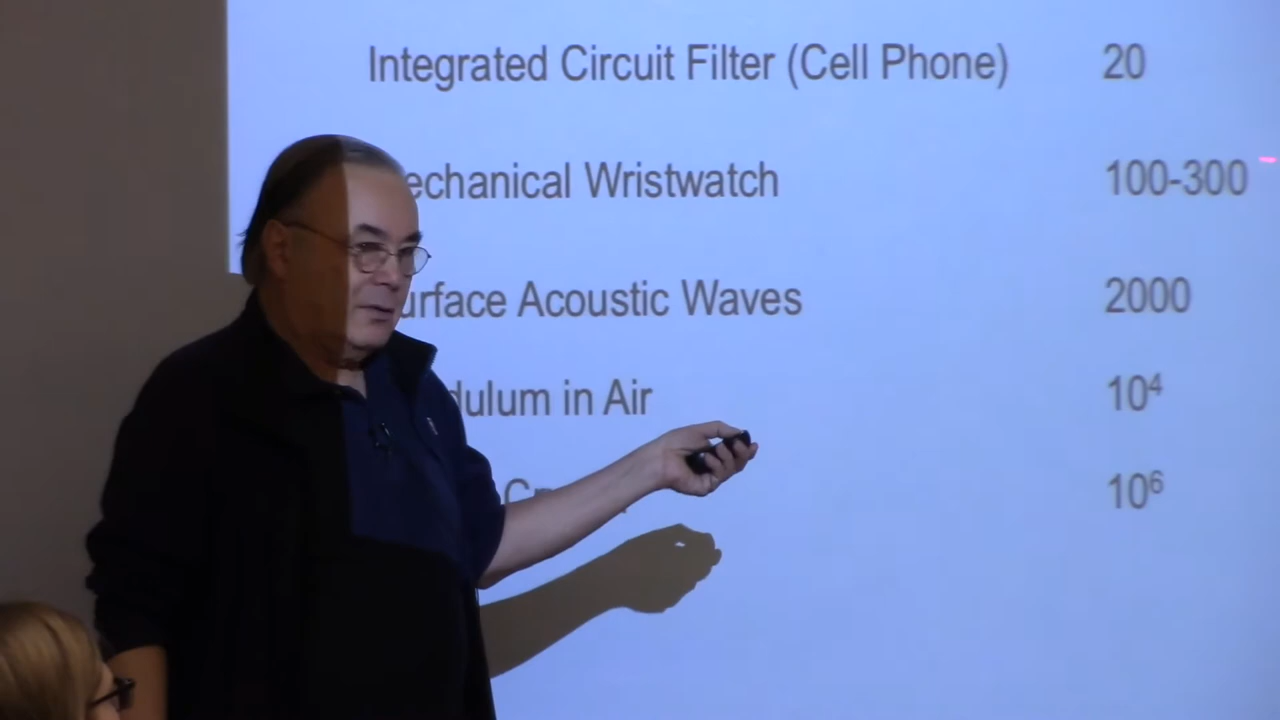 Integrated Circuit Filter (Cell Phone) 20
echanical Wristwatch 100-300
urface Acoustic Waves 2000
dulum in Air 10⁴
10⁶